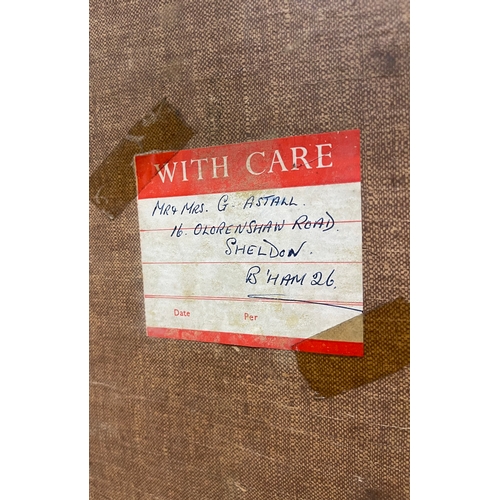 WITH CARE
MR & MRS. G. ASTALL.
16. OLORENSHAW ROAD.
SHELDON.
B'HAM 26.
Date Per